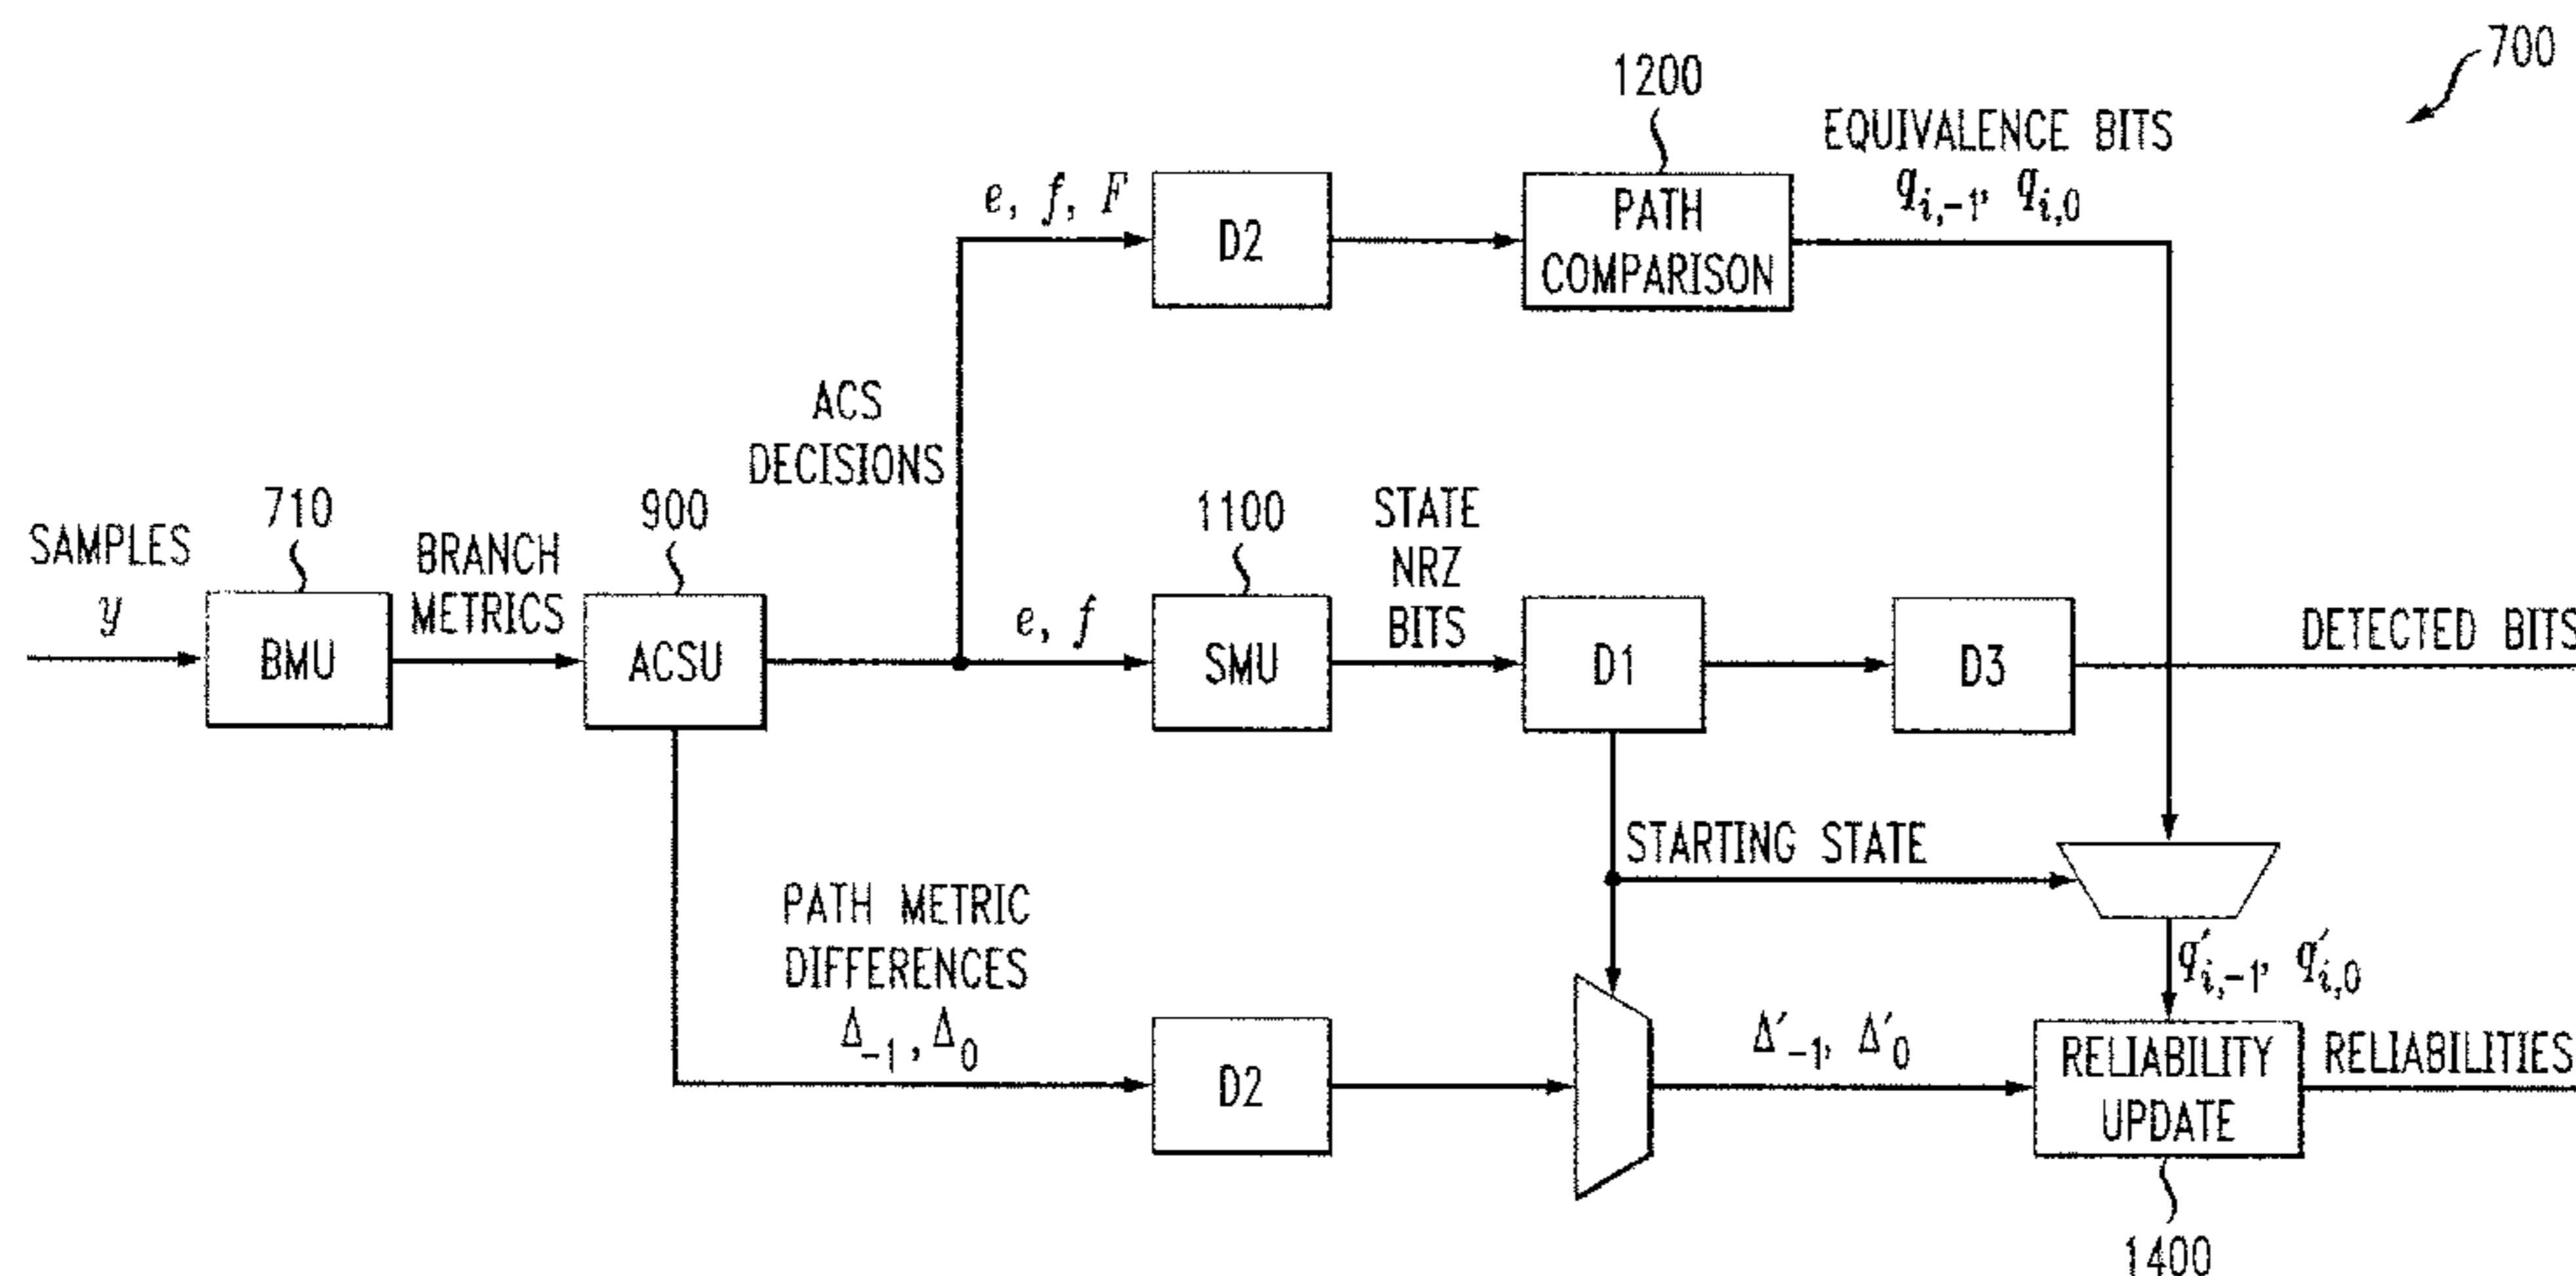 700
1200
EQUIVALENCE BITS
q_{i,-1}, q_{i,0}
e, f, F
D2
PATH
COMPARISON
ACS
DECISIONS
SAMPLES
y
710
BMU
BRANCH
METRICS
900
ACSU
e, f
1100
SMU
STATE
NRZ
BITS
D1
D3
DETECTED BITS
STARTING STATE
PATH METRIC
DIFFERENCES
Δ_{-1}, Δ_0
D2
Δ'_{-1}, Δ'_0
q'_{i,-1}, q'_{i,0}
RELIABILITY
UPDATE
RELIABILITIES
1400